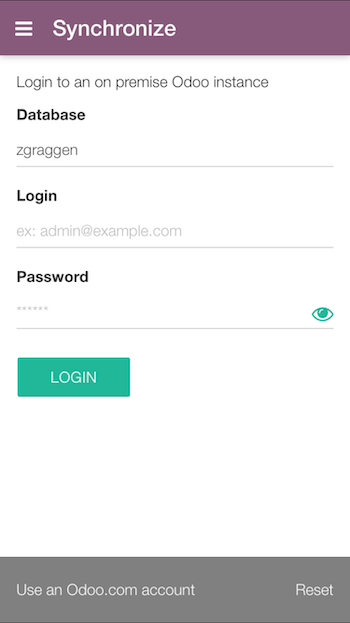 Synchronize
Login to an on premise Odoo instance
Database
zgraggen
Login
ex: admin@example.com
Password
******
LOGIN
Use an Odoo.com account
Reset